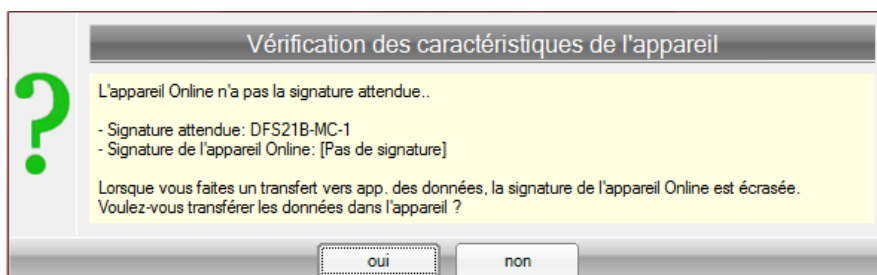 Vérification des caractéristiques de l'appareil
L'appareil Online n'a pas la signature attendue..
- Signature attendue: DFS21B-MC-1
- Signature de l'appareil Online: [Pas de signature]
Lorsque vous faites un transfert vers app. des données, la signature de l'appareil Online est écrasée.
Voulez-vous transférer les données dans l'appareil ?
oui
non